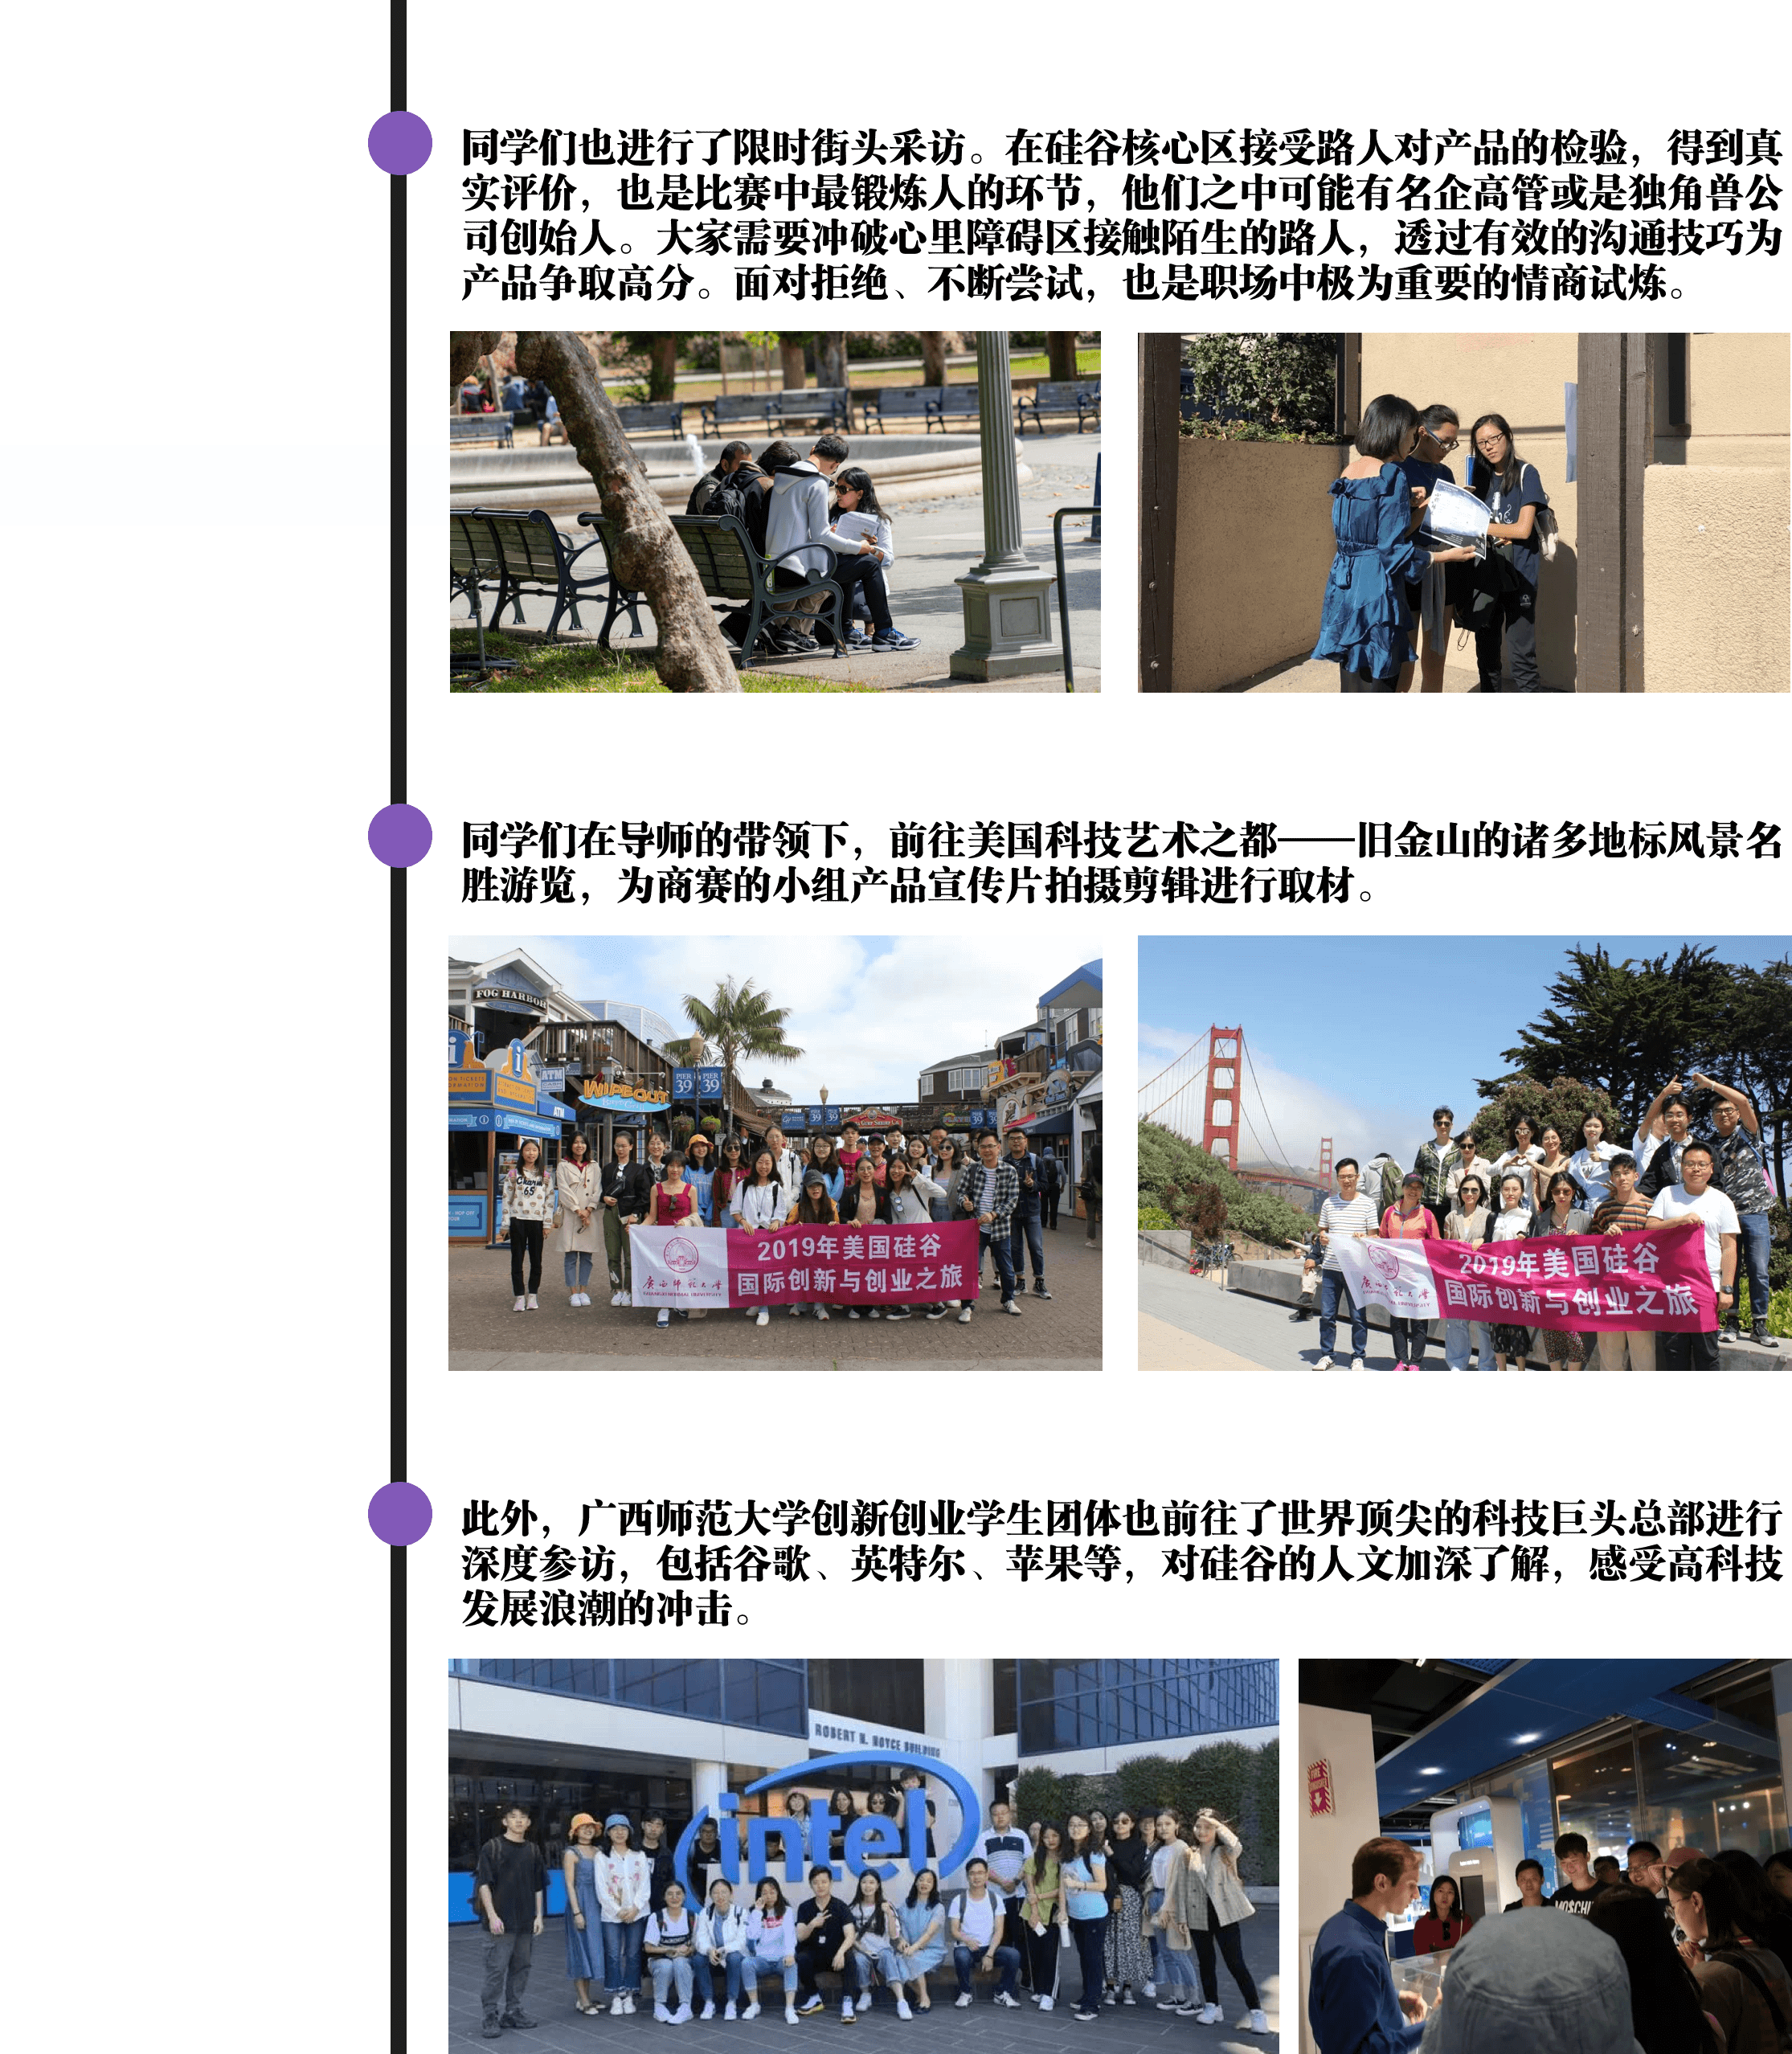 同学们也进行了限时街头采访。在硅谷核心区接受路人对产品的检验，得到真
实评价，也是比赛中最锻炼人的环节，他们之中可能有名企高管或是独角兽公
司创始人。大家需要冲破心里障碍区接触陌生的路人，透过有效的沟通技巧为
产品争取高分。面对拒绝、不断尝试，也是职场中极为重要的情商试炼。
同学们在导师的带领下，前往美国科技艺术之都——旧金山的诸多地标风景名
胜游览，为商赛的小组产品宣传片拍摄剪辑进行取材。
FOG HARBOR
ATM
ATM
WIPEOUT
PIER 39
PIER 39
Charm
65
2019年美国硅谷
国际创新与创业之旅
广西师范大学
GUANGXI NORMAL UNIVERSITY
2019年美国硅谷
国际创新与创业之旅
广西师范大学
此外，广西师范大学创新创业学生团体也前往了世界顶尖的科技巨头总部进行
深度参访，包括谷歌、英特尔、苹果等，对硅谷的人文加深了解，感受高科技
发展浪潮的冲击。
ROBERT N. NOYCE BUILDING
intel
MOSCHI